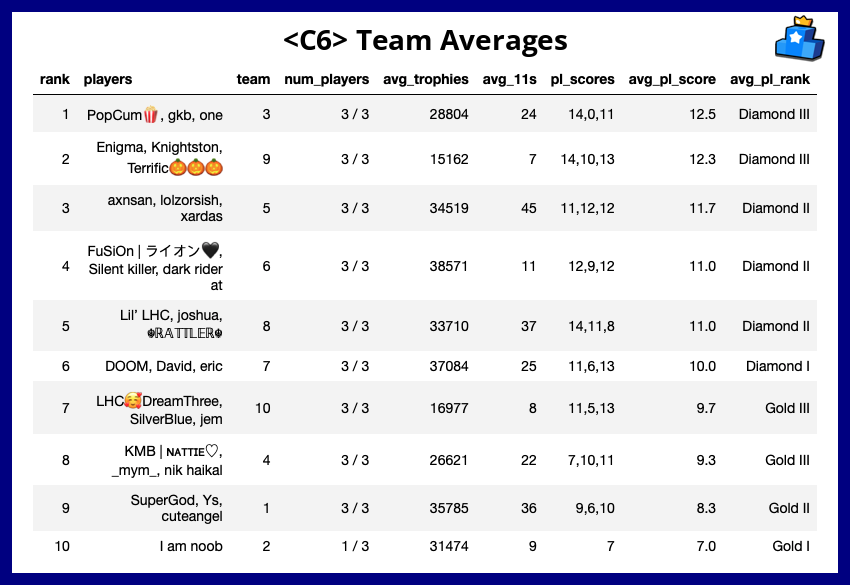 <C6> Team Averages
rank players team num_players avg_trophies avg_11s pl_scores avg_pl_score avg_pl_rank
1 PopCum🍿, gkb, one 3 3 / 3 28804 24 14,0,11 12.5 Diamond III
Enigma, Knightston,
2 Terrific🎃🎃🎃 9 3 / 3 15162 7 14,10,13 12.3 Diamond III
axnsan, lolzorsish,
3 xardas 5 3 / 3 34519 45 11,12,12 11.7 Diamond II
FuSiOn | ライオン🖤,
4 Silent killer, dark rider 6 3 / 3 38571 11 12,9,12 11.0 Diamond II
at
Lil’ LHC, joshua,
5 ☬ℝ𝔸𝕋𝕋𝕃𝔼ℝ☬ 8 3 / 3 33710 37 14,11,8 11.0 Diamond II
6 DOOM, David, eric 7 3 / 3 37084 25 11,6,13 10.0 Diamond I
LHC🥰DreamThree,
7 SilverBlue, jem 10 3 / 3 16977 8 11,5,13 9.7 Gold III
KMB | ɴᴀᴛᴛɪᴇ♡,
8 _mym_, nik haikal 4 3 / 3 26621 22 7,10,11 9.3 Gold III
SuperGod, Ys,
9 cuteangel 1 3 / 3 35785 36 9,6,10 8.3 Gold II
10 I am noob 2 1 / 3 31474 9 7 7.0 Gold I